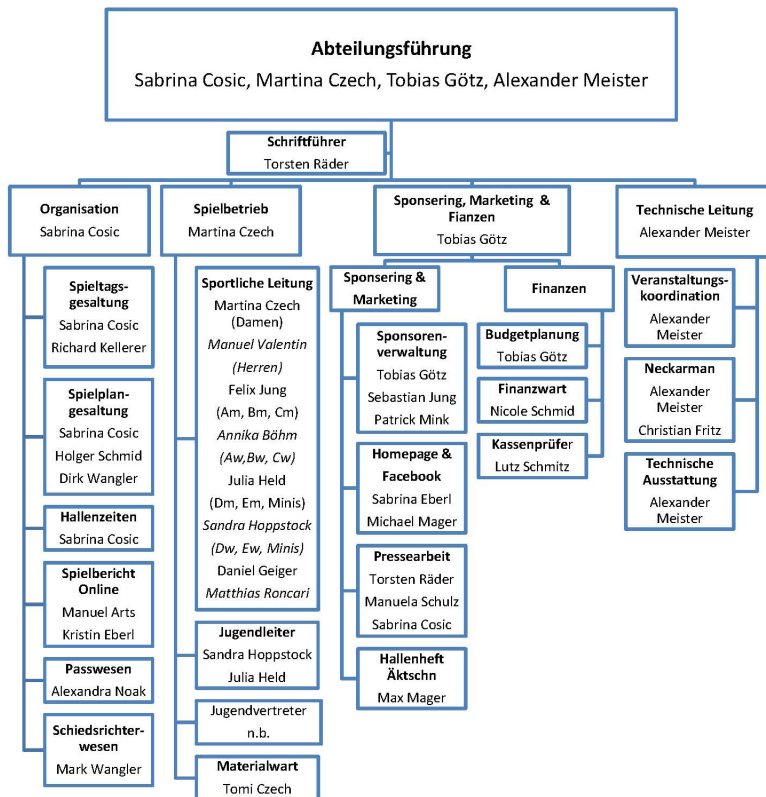 Abteilungsführung
Sabrina Cosic, Martina Czech, Tobias Götz, Alexander Meister
Schriftführer
Torsten Räder
Organisation
Sabrina Cosic
Spieltags-
gesaltung
Sabrina Cosic
Richard Kellerer
Spielplan-
gesaltung
Sabrina Cosic
Holger Schmid
Dirk Wangler
Hallenzeiten
Sabrina Cosic
Spielbericht
Online
Manuel Arts
Kristin Eberl
Passwesen
Alexandra Noak
Schiedsrichter-
wesen
Mark Wangler
Spielbetrieb
Martina Czech
Sportliche Leitung
Martina Czech
(Damen)
Manuel Valentin
(Herren)
Felix Jung
(Am, Bm, Cm)
Annika Böhm
(Aw,Bw, Cw)
Julia Held
(Dm, Em, Minis)
Sandra Hoppstock
(Dw, Ew, Minis)
Daniel Geiger
Matthias Roncari
Jugendleiter
Sandra Hoppstock
Julia Held
Jugendvertreter
n.b.
Materialwart
Tomi Czech
Sponsering, Marketing &
Fianzen
Tobias Götz
Sponsering &
Marketing
Sponsoren-
verwaltung
Tobias Götz
Sebastian Jung
Patrick Mink
Homepage &
Facebook
Sabrina Eberl
Michael Mager
Pressearbeit
Torsten Räder
Manuela Schulz
Sabrina Cosic
Hallenheft
Äktschn
Max Mager
Finanzen
Budgetplanung
Tobias Götz
Finanzwart
Nicole Schmid
Kassenprüfer
Lutz Schmitz
Technische Leitung
Alexander Meister
Veranstaltungs-
koordination
Alexander
Meister
Neckarman
Alexander
Meister
Christian Fritz
Technische
Ausstattung
Alexander
Meister